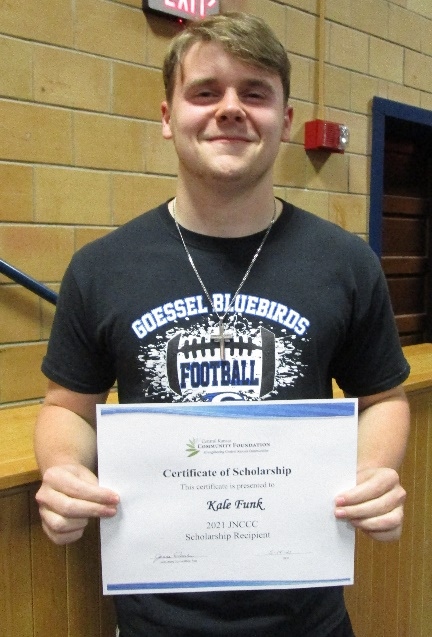 EXIT
GOESSEL BLUEBIRDS
FOOTBALL
Central Kansas
COMMUNITY FOUNDATION
Certificate of Scholarship
This certificate is presented to
Kale Funk
2021 JNCCC
Scholarship Recipient